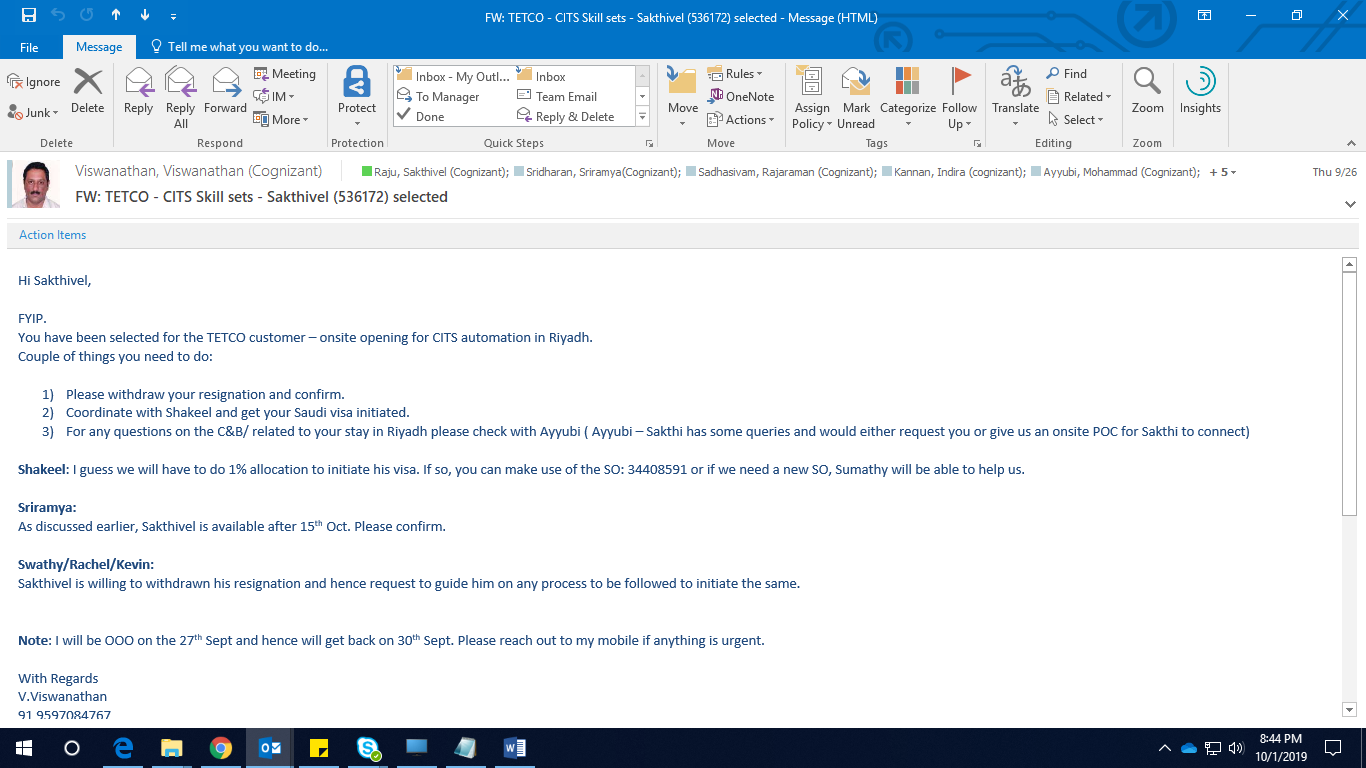 FW: TETCO - CITS Skill sets - Sakthivel (536172) selected - Message (HTML)
File Message Tell me what you want to do...
Ignore
Junk
Delete
Reply
Reply All
Forward
Meeting
IM
More
Protect
Inbox - My Outl...
To Manager
Done
Inbox
Team Email
Reply & Delete
Move
Rules
OneNote
Actions
Assign Policy
Mark Unread
Categorize
Follow Up
Translate
Find
Related
Select
Zoom
Insights
Delete Respond Protection Quick Steps Move Tags Editing Zoom
Viswanathan, Viswanathan (Cognizant) Raju, Sakthivel (Cognizant); Sridharan, Sriramya(Cognizant); Sadhasivam, Rajaraman (Cognizant); Kannan, Indira (cognizant); Ayyubi, Mohammad (Cognizant); + 5 Thu 9/26
FW: TETCO - CITS Skill sets - Sakthivel (536172) selected
Action Items
Hi Sakthivel,
FYIP.
You have been selected for the TETCO customer – onsite opening for CITS automation in Riyadh.
Couple of things you need to do:
1) Please withdraw your resignation and confirm.
2) Coordinate with Shakeel and get your Saudi visa initiated.
3) For any questions on the C&B/ related to your stay in Riyadh please check with Ayyubi ( Ayyubi – Sakthi has some queries and would either request you or give us an onsite POC for Sakthi to connect)
Shakeel: I guess we will have to do 1% allocation to initiate his visa. If so, you can make use of the SO: 34408591 or if we need a new SO, Sumathy will be able to help us.
Sriramya:
As discussed earlier, Sakthivel is available after 15th Oct. Please confirm.
Swathy/Rachel/Kevin:
Sakthivel is willing to withdrawn his resignation and hence request to guide him on any process to be followed to initiate the same.
Note: I will be OOO on the 27th Sept and hence will get back on 30th Sept. Please reach out to my mobile if anything is urgent.
With Regards
V.Viswanathan
91 9597084767
8:44 PM
10/1/2019